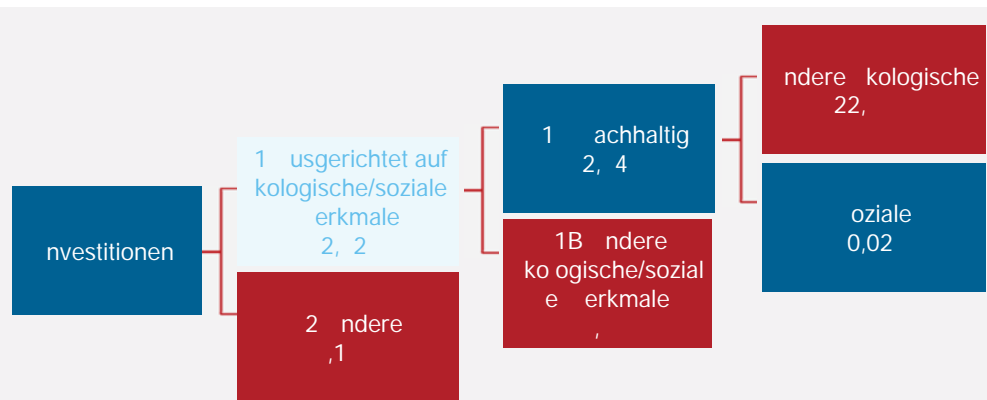 nvestitionen
1 usgerichtet auf
kologische/soziale
erkmale
2, 2
2 ndere
,1
1 achhaltig
2, 4
1B ndere
ko ogische/sozial
e erkmale
,
ndere kologische
22,
oziale
0,02